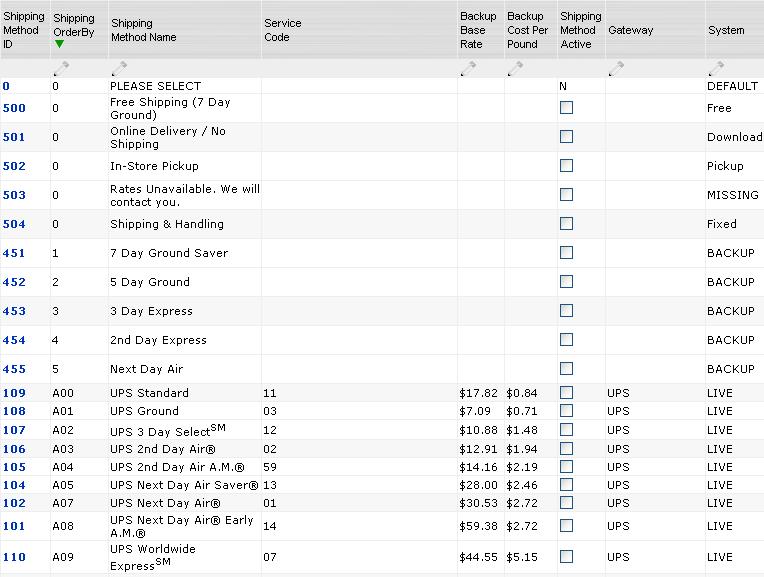 Shipping Method ID Shipping OrderBy Shipping Method Name Service Code Backup Base Rate Backup Cost Per Pound Shipping Method Active Gateway System
0 0 PLEASE SELECT N DEFAULT
500 0 Free Shipping (7 Day Ground) Free
501 0 Online Delivery / No Shipping Download
502 0 In-Store Pickup Pickup
503 0 Rates Unavailable. We will contact you. MISSING
504 0 Shipping & Handling Fixed
451 1 7 Day Ground Saver BACKUP
452 2 5 Day Ground BACKUP
453 3 3 Day Express BACKUP
454 4 2nd Day Express BACKUP
455 5 Next Day Air BACKUP
109 A00 UPS Standard 11 $17.82 $0.84 UPS LIVE
108 A01 UPS Ground 03 $7.09 $0.71 UPS LIVE
107 A02 UPS 3 Day SelectSM 12 $10.88 $1.48 UPS LIVE
106 A03 UPS 2nd Day Air® 02 $12.91 $1.94 UPS LIVE
105 A04 UPS 2nd Day Air A.M.® 59 $14.16 $2.19 UPS LIVE
104 A05 UPS Next Day Air Saver® 13 $28.00 $2.46 UPS LIVE
102 A07 UPS Next Day Air® 01 $30.53 $2.72 UPS LIVE
101 A08 UPS Next Day Air® Early A.M.® 14 $59.38 $2.72 UPS LIVE
110 A09 UPS Worldwide ExpressSM 07 $44.55 $5.15 UPS LIVE